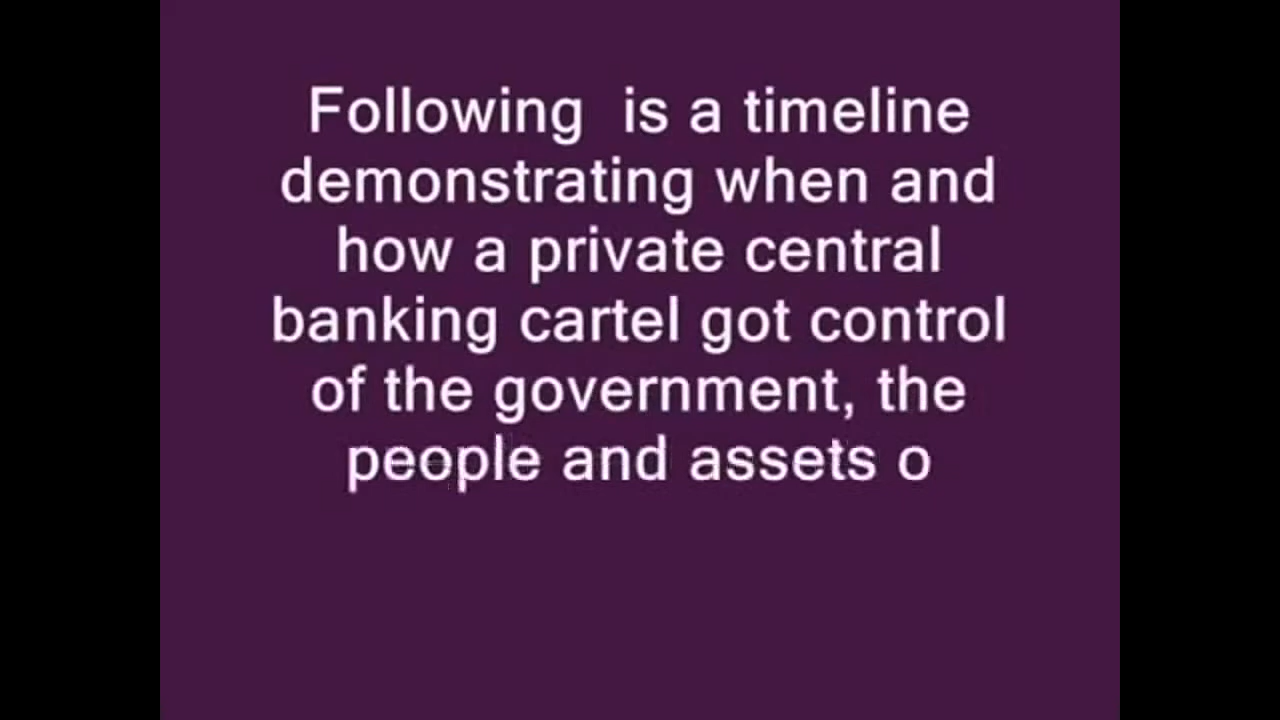 Following  is a timeline
demonstrating when and
how a private central
banking cartel got control
of the government, the
people and assets o